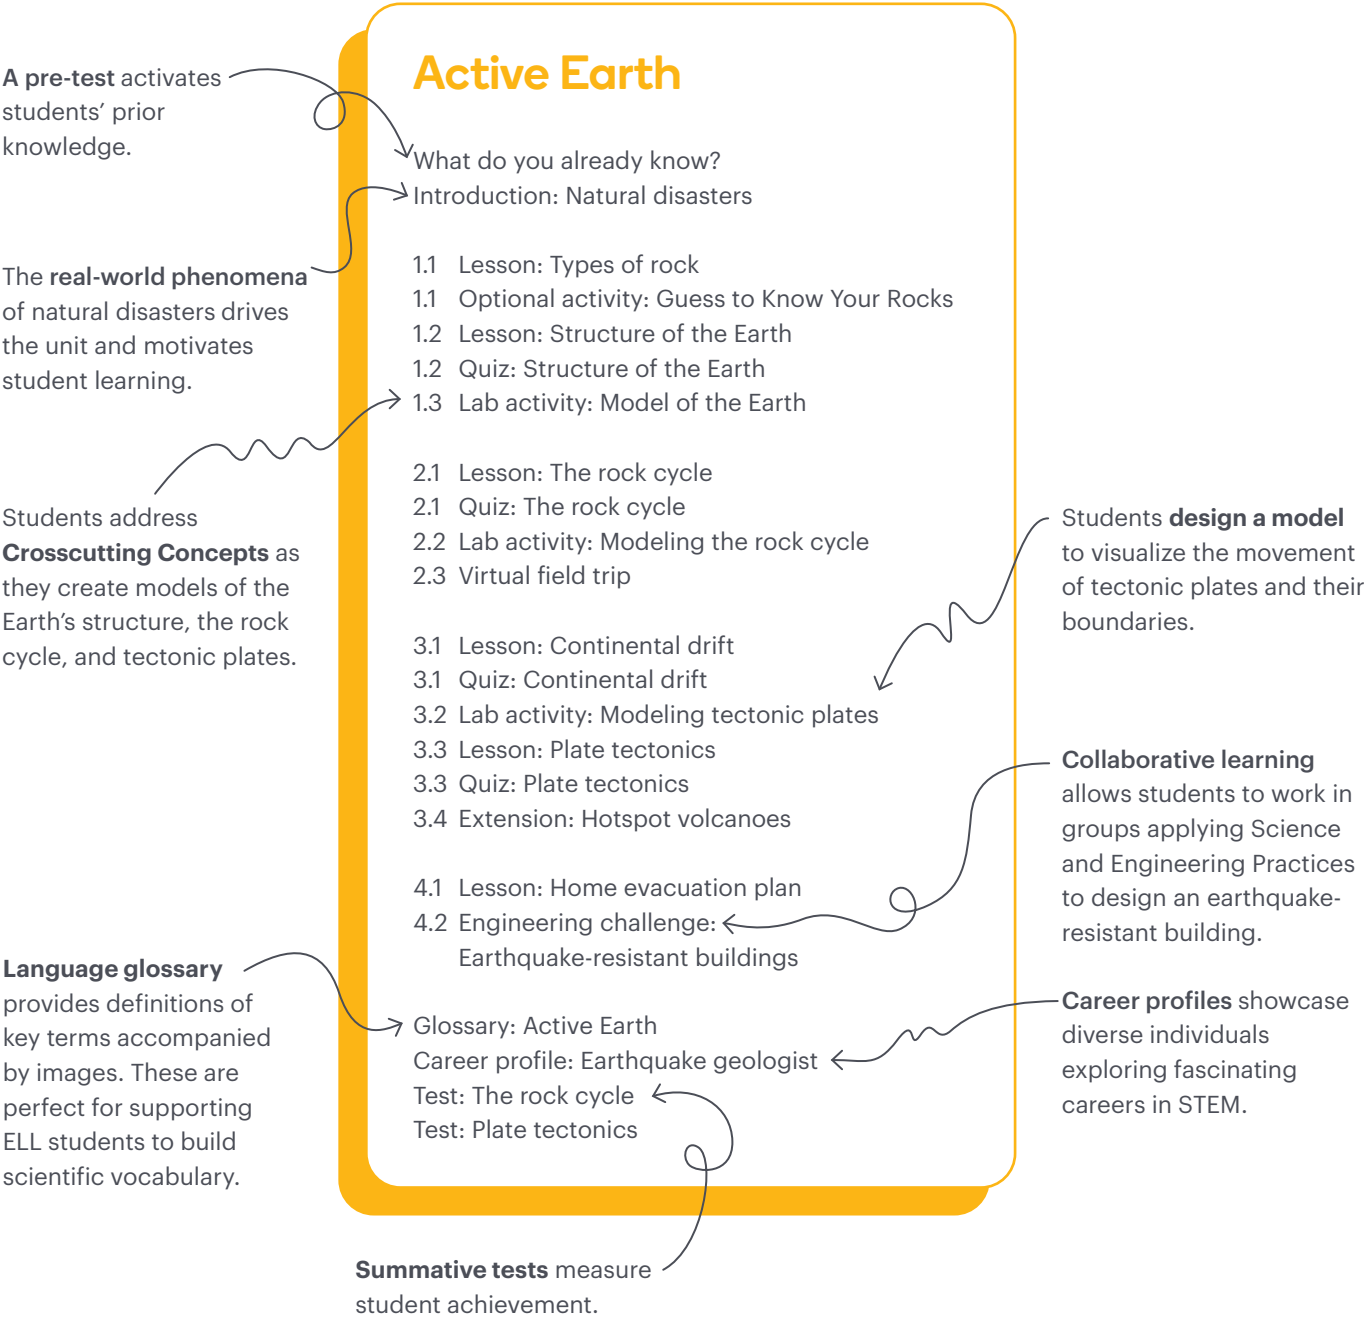 Active Earth
A pre-test activates
students’ prior
knowledge.
What do you already know?
Introduction: Natural disasters
The real-world phenomena
of natural disasters drives
the unit and motivates
student learning.
1.1 Lesson: Types of rock
1.1 Optional activity: Guess to Know Your Rocks
1.2 Lesson: Structure of the Earth
1.2 Quiz: Structure of the Earth
1.3 Lab activity: Model of the Earth
Students address
Crosscutting Concepts as
they create models of the
Earth’s structure, the rock
cycle, and tectonic plates.
2.1 Lesson: The rock cycle
2.1 Quiz: The rock cycle
2.2 Lab activity: Modeling the rock cycle
2.3 Virtual field trip
Students design a model
to visualize the movement
of tectonic plates and their
boundaries.
3.1 Lesson: Continental drift
3.1 Quiz: Continental drift
3.2 Lab activity: Modeling tectonic plates
3.3 Lesson: Plate tectonics
3.3 Quiz: Plate tectonics
3.4 Extension: Hotspot volcanoes
Collaborative learning
allows students to work in
groups applying Science
and Engineering Practices
to design an earthquake-
resistant building.
4.1 Lesson: Home evacuation plan
4.2 Engineering challenge:
Earthquake-resistant buildings
Language glossary
provides definitions of
key terms accompanied
by images. These are
perfect for supporting
ELL students to build
scientific vocabulary.
Glossary: Active Earth
Career profile: Earthquake geologist
Test: The rock cycle
Test: Plate tectonics
Career profiles showcase
diverse individuals
exploring fascinating
careers in STEM.
Summative tests measure
student achievement.